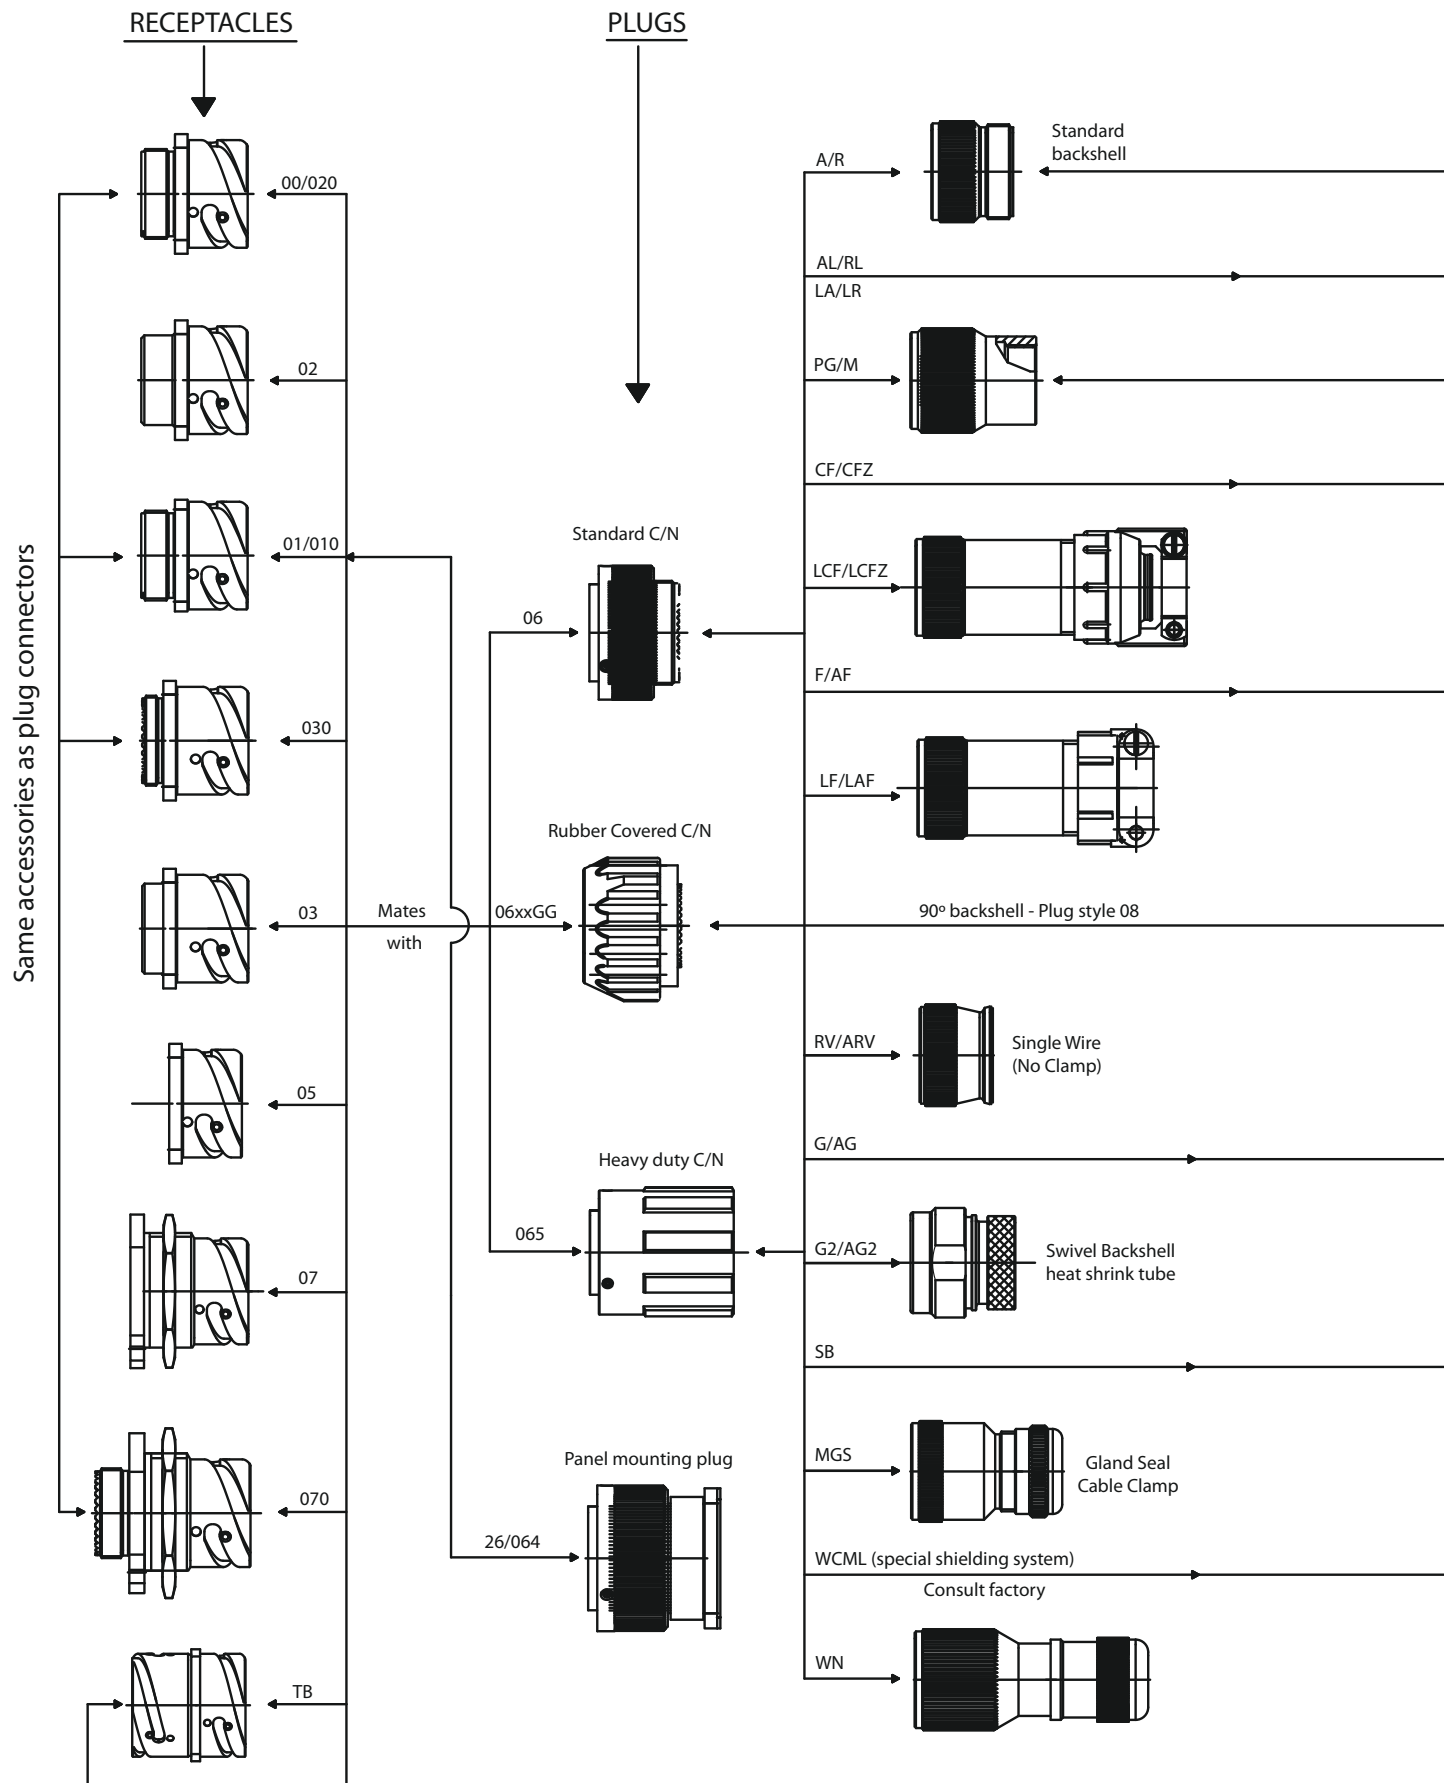 RECEPTACLES
PLUGS
Same accessories as plug connectors
00/020
02
01/010
030
03
05
07
070
TB
Mates
with
Standard C/N
06
Rubber Covered C/N
06xxGG
Heavy duty C/N
065
Panel mounting plug
26/064
A/R
Standard
backshell
AL/RL
LA/LR
PG/M
CF/CFZ
LCF/LCFZ
F/AF
LF/LAF
90º backshell - Plug style 08
RV/ARV
Single Wire
(No Clamp)
G/AG
G2/AG2
Swivel Backshell
heat shrink tube
SB
MGS
Gland Seal
Cable Clamp
WCML (special shielding system)
Consult factory
WN